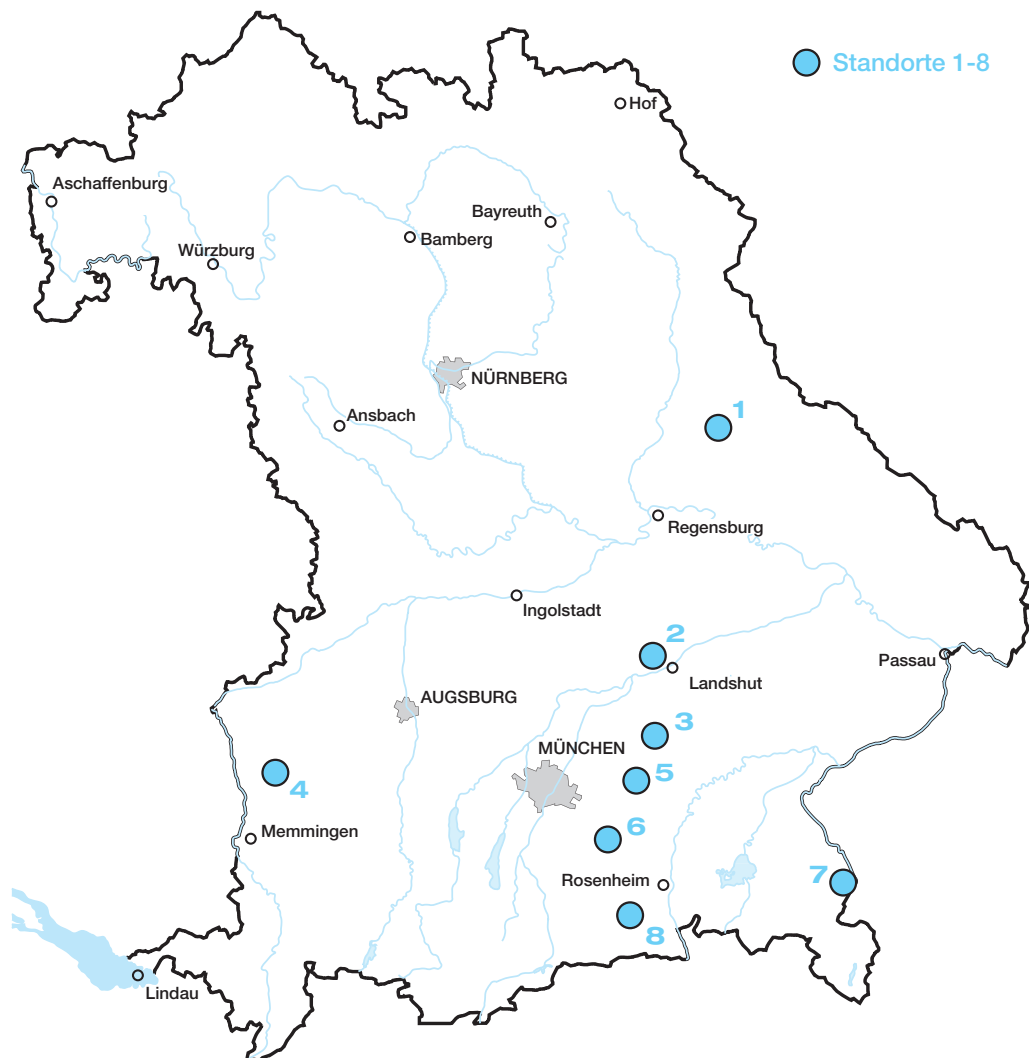 Standorte 1-8
Hof
Aschaffenburg
Bayreuth
Bamberg
Würzburg
NÜRNBERG
1
Ansbach
Regensburg
Ingolstadt
2
Passau
Landshut
AUGSBURG
3
MÜNCHEN
5
4
6
Memmingen
Rosenheim
7
8
Lindau